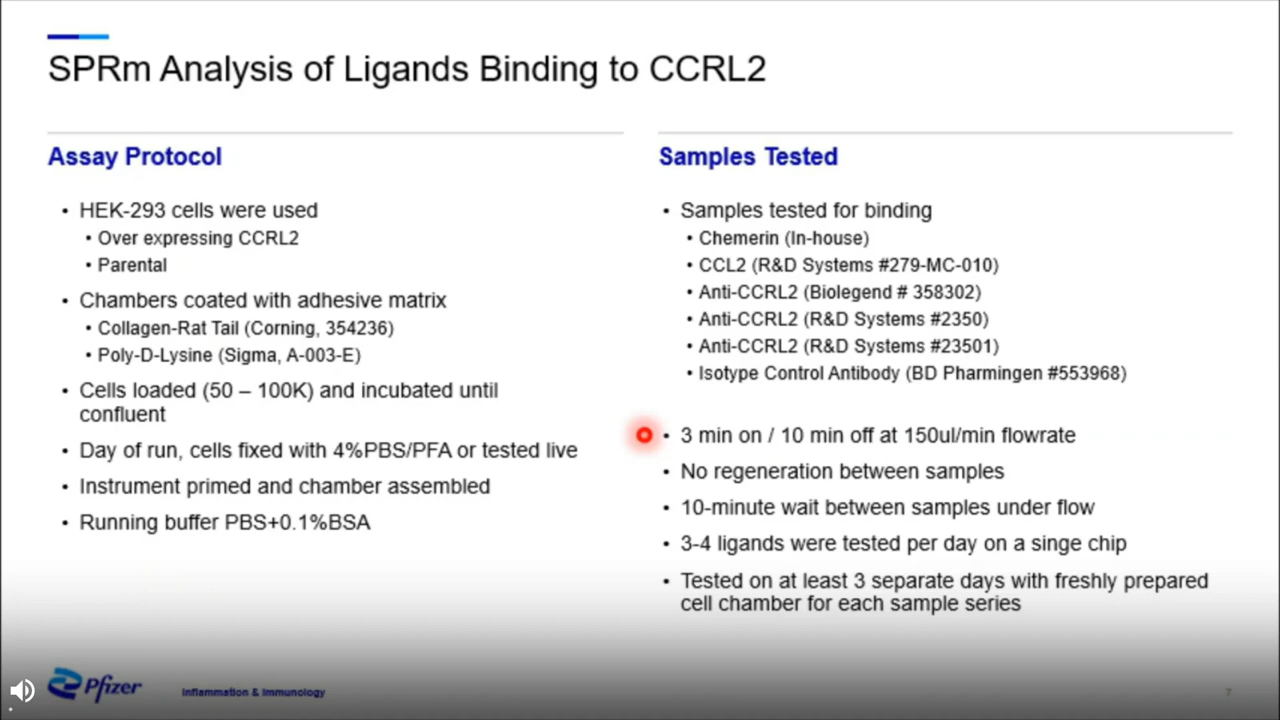 SPRm Analysis of Ligands Binding to CCRL2
Assay Protocol
• HEK-293 cells were used
• Over expressing CCRL2
• Parental
• Chambers coated with adhesive matrix
• Collagen-Rat Tail (Corning, 354236)
• Poly-D-Lysine (Sigma, A-003-E)
• Cells loaded (50 – 100K) and incubated until
confluent
• Day of run, cells fixed with 4%PBS/PFA or tested live
• Instrument primed and chamber assembled
• Running buffer PBS+0.1%BSA
Samples Tested
• Samples tested for binding
• Chemerin (In-house)
• CCL2 (R&D Systems #279-MC-010)
• Anti-CCRL2 (Biolegend # 358302)
• Anti-CCRL2 (R&D Systems #2350)
• Anti-CCRL2 (R&D Systems #23501)
• Isotype Control Antibody (BD Pharmingen #553968)
• 3 min on / 10 min off at 150ul/min flowrate
• No regeneration between samples
• 10-minute wait between samples under flow
• 3-4 ligands were tested per day on a singe chip
• Tested on at least 3 separate days with freshly prepared
cell chamber for each sample series
Pfizer
Inflammation & Immunology
7